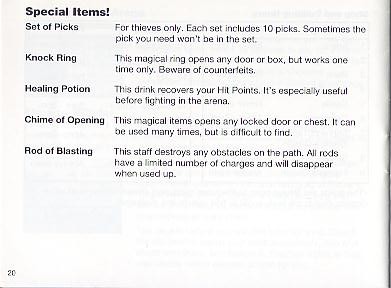 Special Items!
Set of Picks For thieves only. Each set includes 10 picks. Sometimes the
pick you need won't be in the set.
Knock Ring This magical ring opens any door or box, but works one
time only. Beware of counterfeits.
Healing Potion This drink recovers your Hit Points. It's especially useful
before fighting in the arena.
Chime of Opening This magical items opens any locked door or chest. It can
be used many times, but is difficult to find.
Rod of Blasting This staff destroys any obstacles on the path. All rods
have a limited number of charges and will disappear
when used up.
20